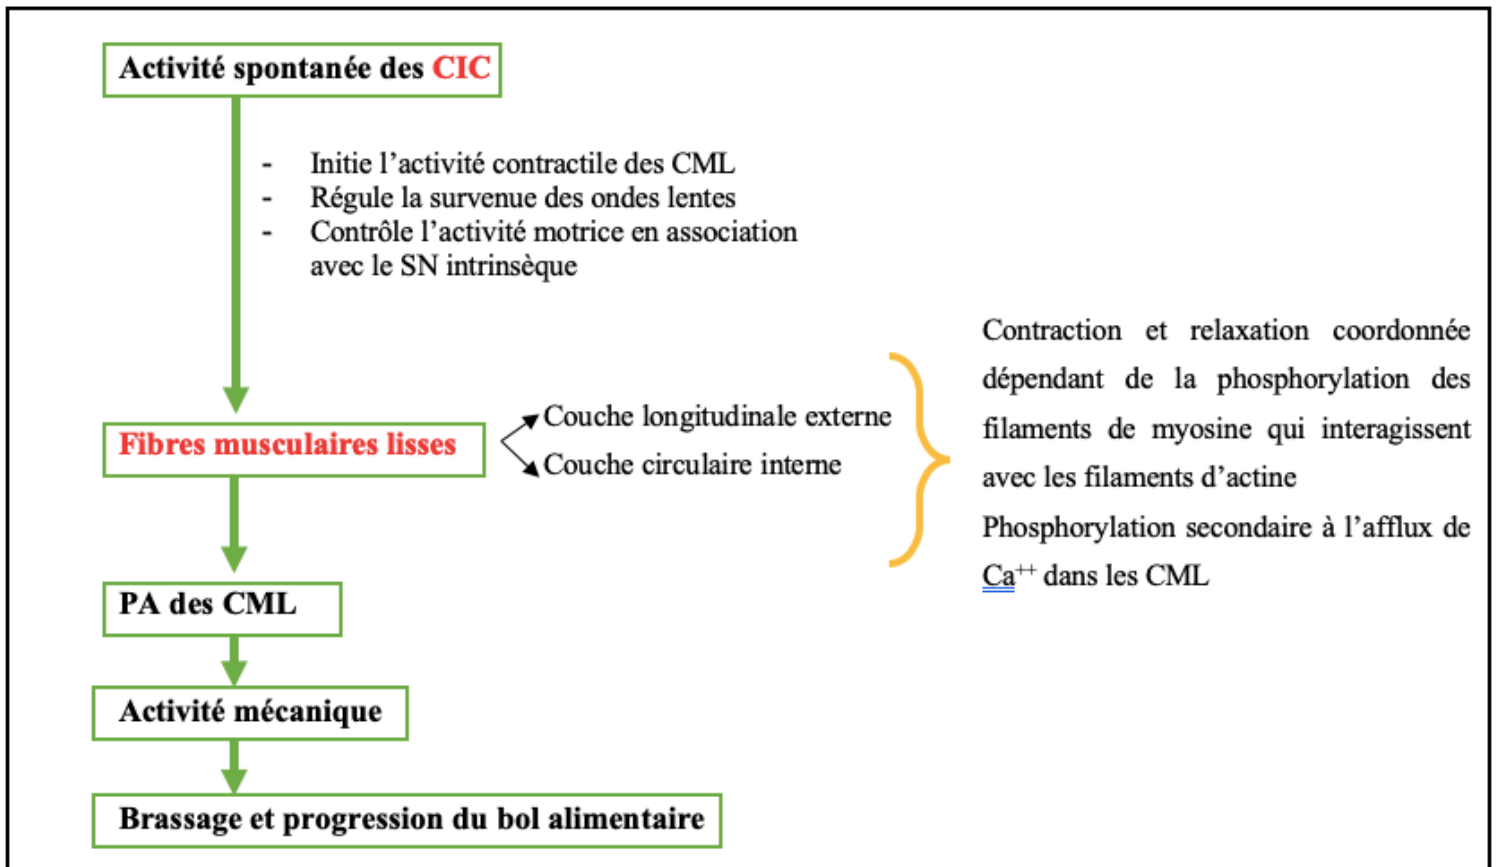 Activité spontanée des CIC
- Initie l’activité contractile des CML
- Régule la survenue des ondes lentes
- Contrôle l’activité motrice en association
avec le SN intrinsèque
Fibres musculaires lisses
Couche longitudinale externe
Couche circulaire interne
Contraction et relaxation coordonnée
dépendant de la phosphorylation des
filaments de myosine qui interagissent
avec les filaments d’actine
Phosphorylation secondaire à l’afflux de
Ca⁺⁺ dans les CML
PA des CML
Activité mécanique
Brassage et progression du bol alimentaire